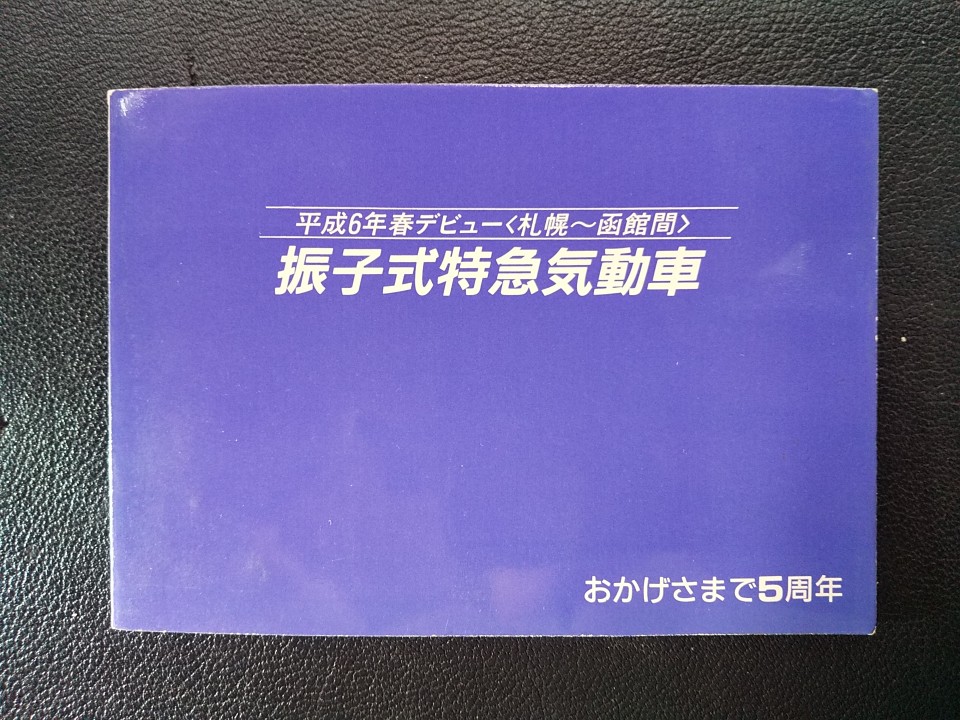 平成6年春デビュー〈札幌～函館間〉
振子式特急気動車
おかげさまで5周年